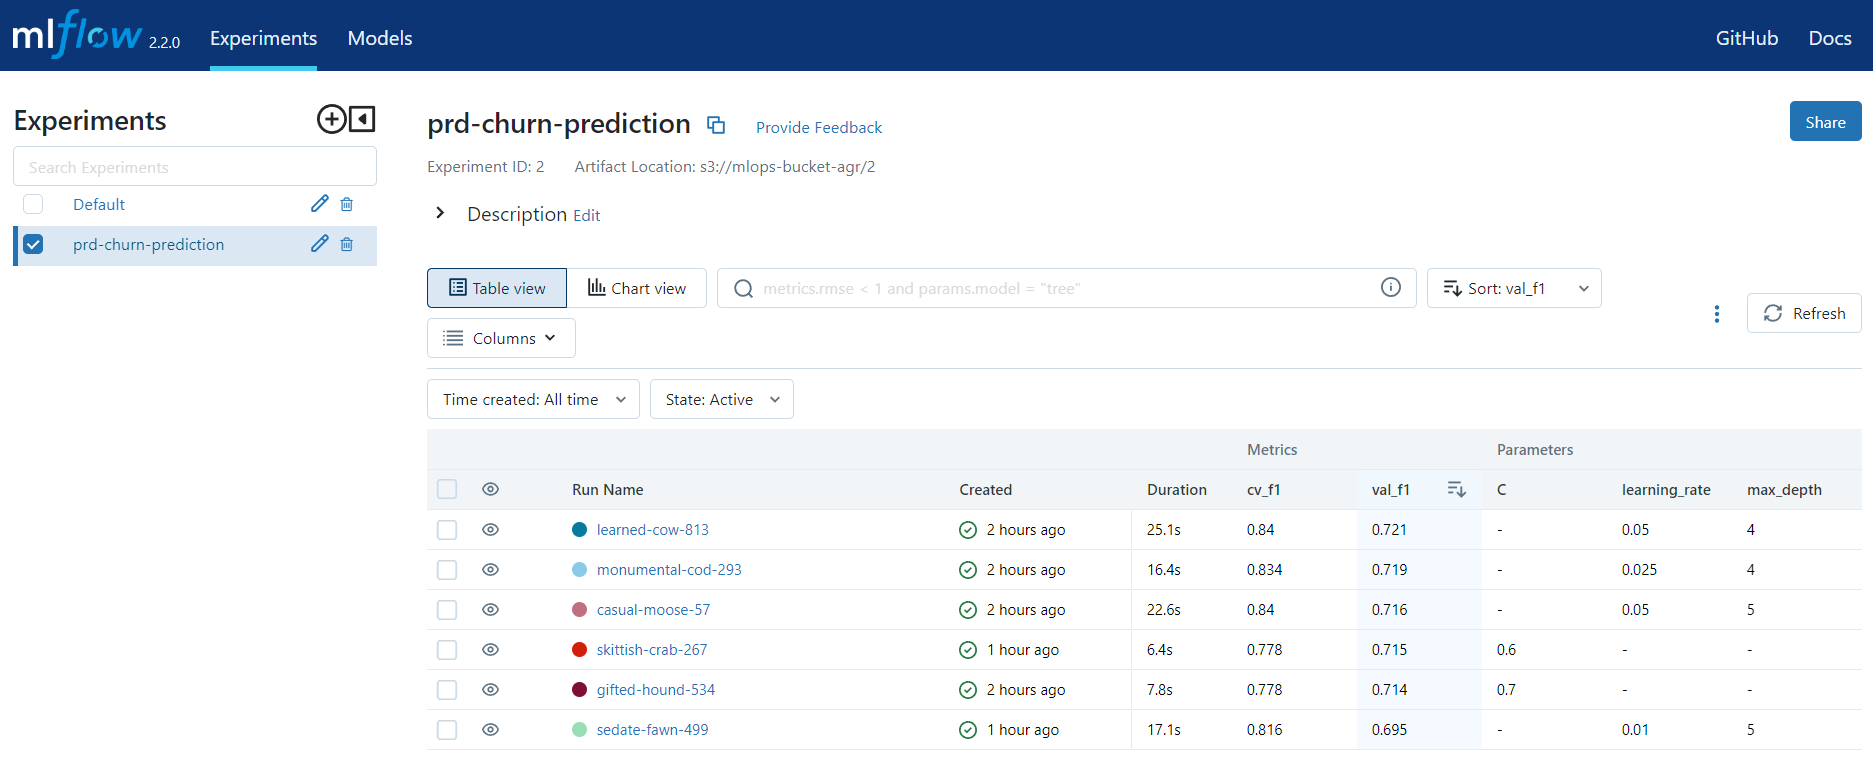 mlflow 2.2.0 Experiments Models GitHub Docs
Experiments
Search Experiments
Default
prd-churn-prediction
prd-churn-prediction Provide Feedback Share
Experiment ID: 2 Artifact Location: s3://mlops-bucket-agr/2
Description Edit
Table view Chart view metrics.rmse < 1 and params.model = "tree" Sort: val_f1
Refresh
Columns
Time created: All time State: Active
Metrics Parameters
Run Name Created Duration cv_f1 val_f1 C learning_rate max_depth
learned-cow-813 2 hours ago 25.1s 0.84 0.721 - 0.05 4
monumental-cod-293 2 hours ago 16.4s 0.834 0.719 - 0.025 4
casual-moose-57 2 hours ago 22.6s 0.84 0.716 - 0.05 5
skittish-crab-267 1 hour ago 6.4s 0.778 0.715 0.6 - -
gifted-hound-534 2 hours ago 7.8s 0.778 0.714 0.7 - -
sedate-fawn-499 1 hour ago 17.1s 0.816 0.695 - 0.01 5